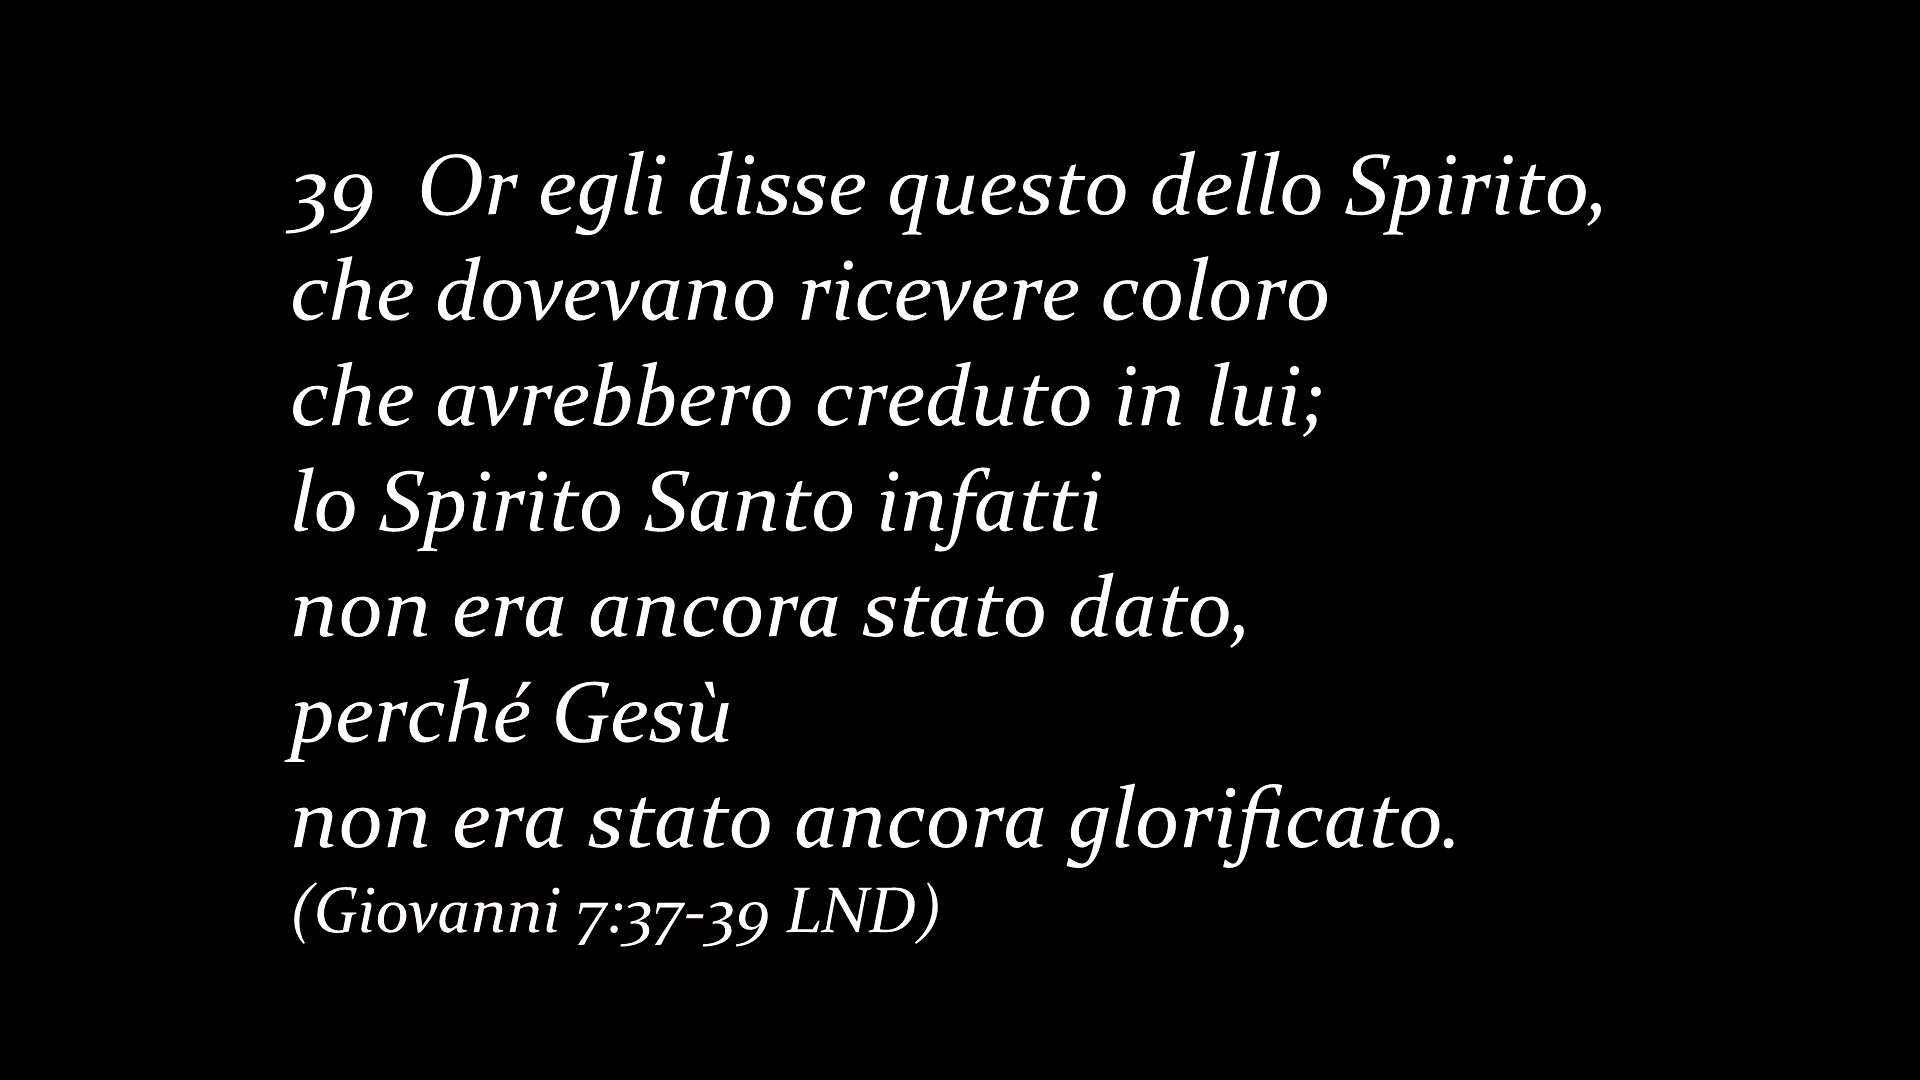 39 Or egli disse questo dello Spirito,
che dovevano ricevere coloro
che avrebbero creduto in lui;
lo Spirito Santo infatti
non era ancora stato dato,
perché Gesù
non era stato ancora glorificato.
(Giovanni 7:37-39 LND)